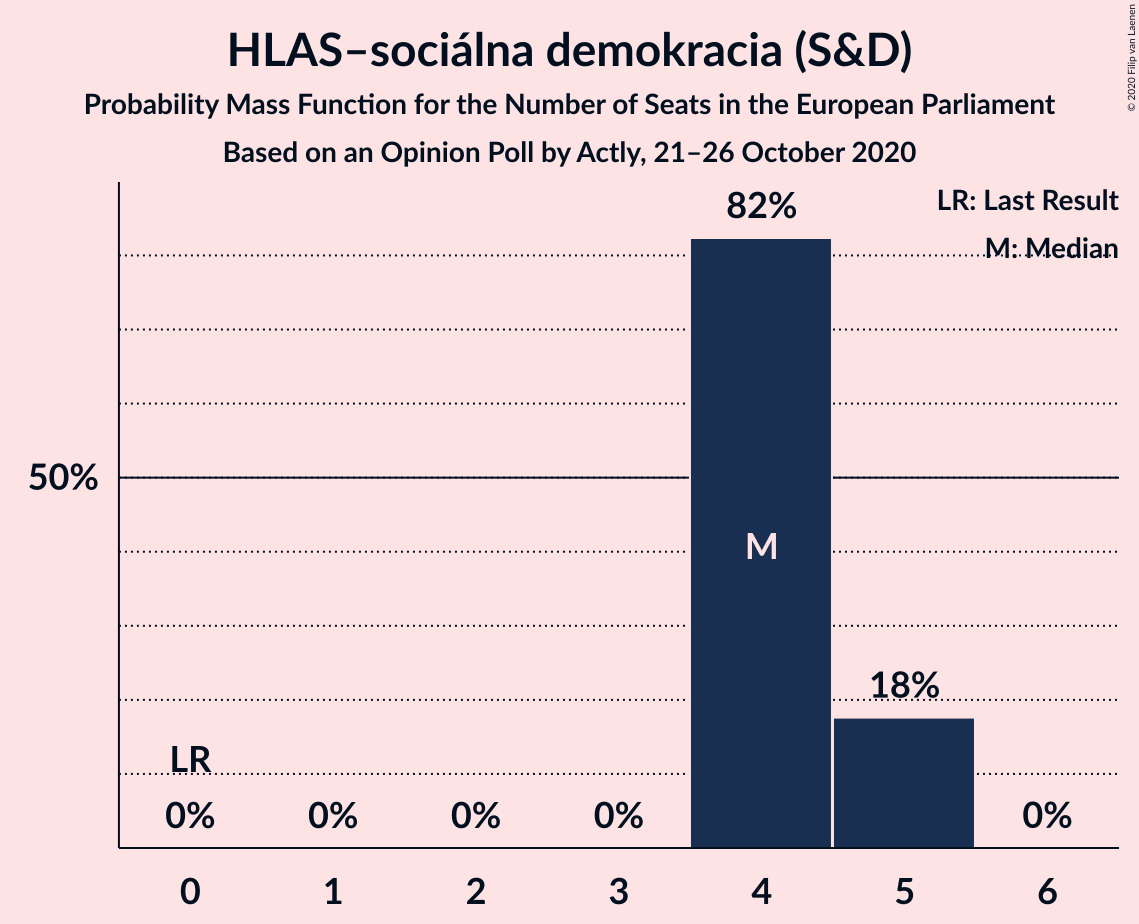 HLAS–sociálna demokracia (S&D)
Probability Mass Function for the Number of Seats in the European Parliament
Based on an Opinion Poll by Actly, 21–26 October 2020
© 2020 Filip van Laenen
LR: Last Result
M: Median
82%
50%
M
18%
LR
0% 0% 0% 0% 0%
0 1 2 3 4 5 6